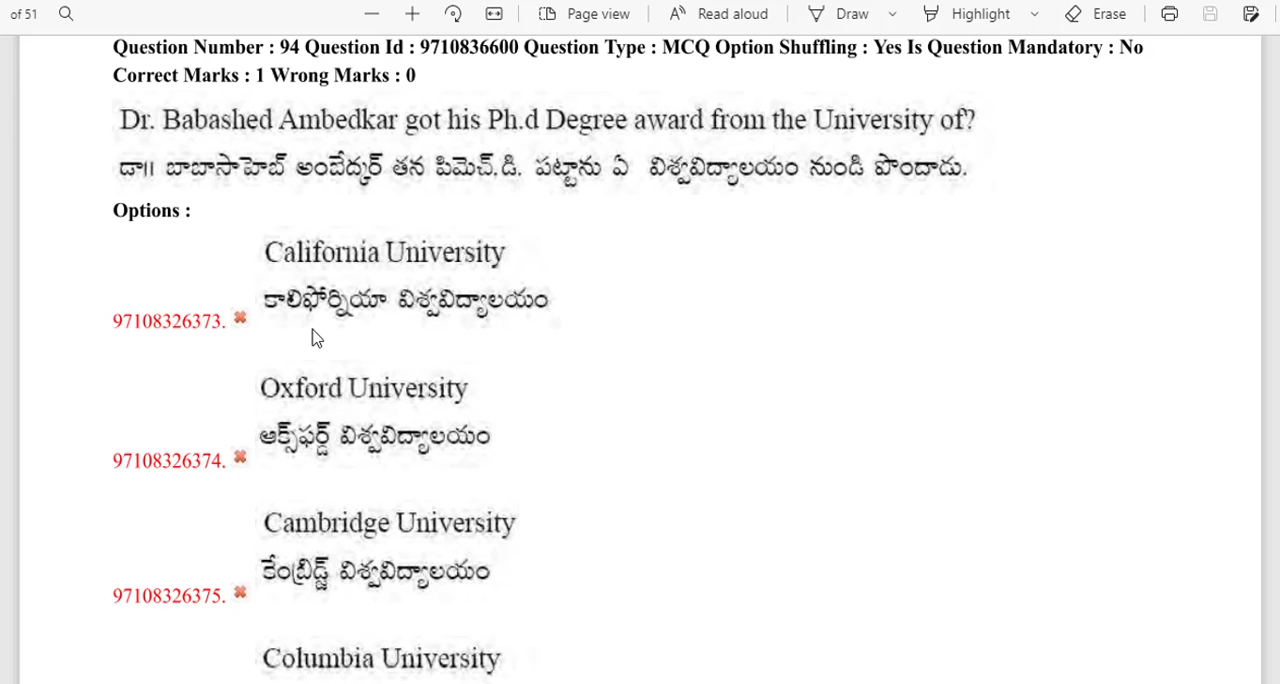 of 51 Page view Read aloud Draw Highlight Erase
Question Number : 94 Question Id : 9710836600 Question Type : MCQ Option Shuffling : Yes Is Question Mandatory : No
Correct Marks : 1 Wrong Marks : 0
Dr. Babashed Ambedkar got his Ph.d Degree award from the University of?
డా॥ బాబాసాహెబ్ అంబేద్కర్ తన పిమెచ్.డి. పట్టాను ఏ విశ్వవిద్యాలయం నుండి పొందాడు.
Options :
California University
కాలిఫోర్నియా విశ్వవిద్యాలయం
97108326373.
Oxford University
ఆక్స్‌ఫర్డ్ విశ్వవిద్యాలయం
97108326374.
Cambridge University
కేంబ్రిడ్జ్ విశ్వవిద్యాలయం
97108326375.
Columbia University